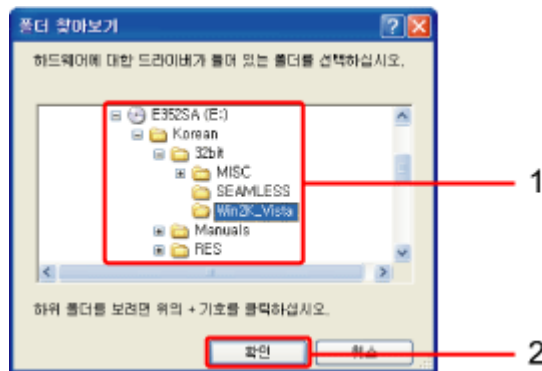 폴더 찾아보기
하드웨어에 대한 드라이버가 들어 있는 폴더를 선택하십시오.
E352SA (E:)
Korean
32bit
MISC
1
SEAMLESS
Win2K_Vista
Manuals
RES
하위 폴더를 보려면 위의 + 기호를 클릭하십시오.
확인
취소
2